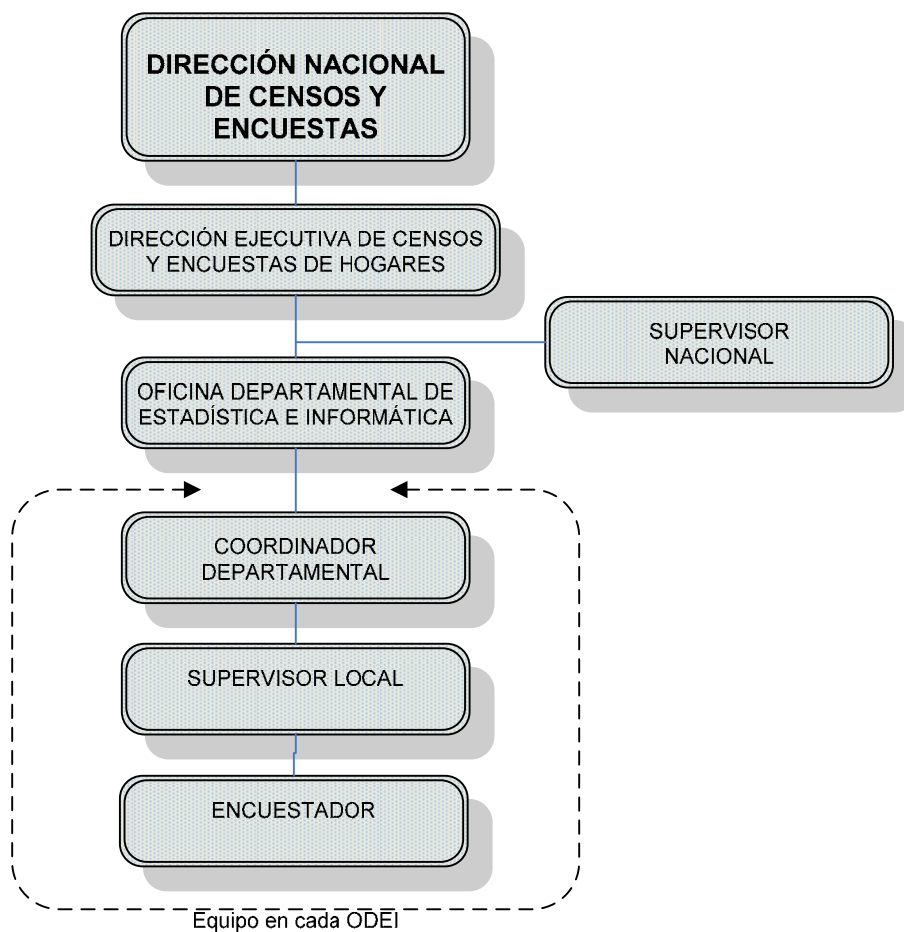 DIRECCIÓN NACIONAL
DE CENSOS Y
ENCUESTAS
DIRECCIÓN EJECUTIVA DE CENSOS
Y ENCUESTAS DE HOGARES
SUPERVISOR
NACIONAL
OFICINA DEPARTAMENTAL DE
ESTADÍSTICA E INFORMÁTICA
COORDINADOR
DEPARTAMENTAL
SUPERVISOR LOCAL
ENCUESTADOR
Equipo en cada ODEI